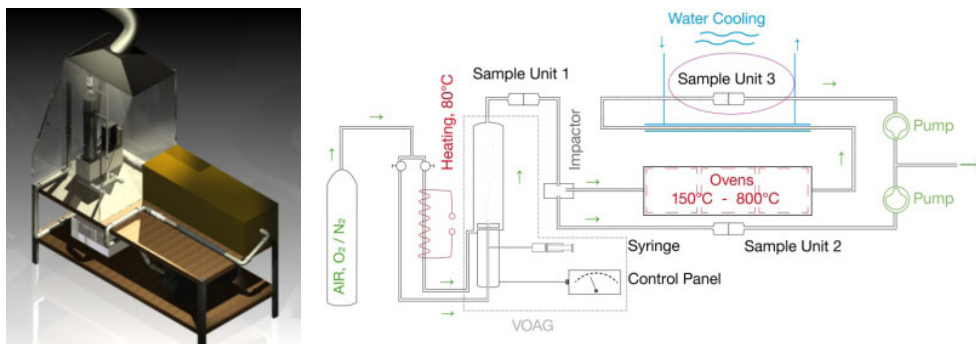 Water Cooling
Sample Unit 1
Sample Unit 3
Heating, 80°C
Impactor
Pump
Ovens
150°C - 800°C
Pump
AIR, O₂ / N₂
Syringe
Sample Unit 2
Control Panel
VOAG